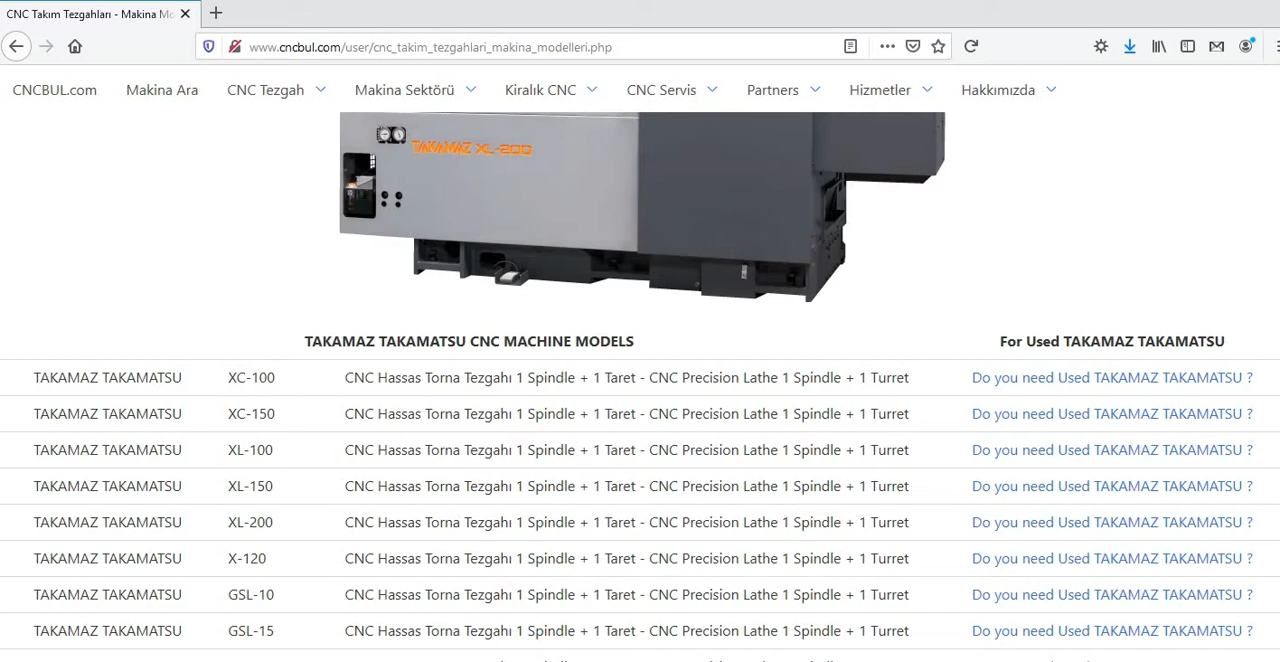 CNC Takım Tezgahları - Makina Mo
www.cncbul.com/user/cnc_takim_tezgahlari_makina_modelleri.php
CNCBUL.com Makina Ara CNC Tezgah Makina Sektörü Kiralık CNC CNC Servis Partners Hizmetler Hakkımızda
TAKAMAZ XL-200
TAKAMAZ TAKAMATSU CNC MACHINE MODELS For Used TAKAMAZ TAKAMATSU
TAKAMAZ TAKAMATSU XC-100 CNC Hassas Torna Tezgahı 1 Spindle + 1 Taret - CNC Precision Lathe 1 Spindle + 1 Turret Do you need Used TAKAMAZ TAKAMATSU ?
TAKAMAZ TAKAMATSU XC-150 CNC Hassas Torna Tezgahı 1 Spindle + 1 Taret - CNC Precision Lathe 1 Spindle + 1 Turret Do you need Used TAKAMAZ TAKAMATSU ?
TAKAMAZ TAKAMATSU XL-100 CNC Hassas Torna Tezgahı 1 Spindle + 1 Taret - CNC Precision Lathe 1 Spindle + 1 Turret Do you need Used TAKAMAZ TAKAMATSU ?
TAKAMAZ TAKAMATSU XL-150 CNC Hassas Torna Tezgahı 1 Spindle + 1 Taret - CNC Precision Lathe 1 Spindle + 1 Turret Do you need Used TAKAMAZ TAKAMATSU ?
TAKAMAZ TAKAMATSU XL-200 CNC Hassas Torna Tezgahı 1 Spindle + 1 Taret - CNC Precision Lathe 1 Spindle + 1 Turret Do you need Used TAKAMAZ TAKAMATSU ?
TAKAMAZ TAKAMATSU X-120 CNC Hassas Torna Tezgahı 1 Spindle + 1 Taret - CNC Precision Lathe 1 Spindle + 1 Turret Do you need Used TAKAMAZ TAKAMATSU ?
TAKAMAZ TAKAMATSU GSL-10 CNC Hassas Torna Tezgahı 1 Spindle + 1 Taret - CNC Precision Lathe 1 Spindle + 1 Turret Do you need Used TAKAMAZ TAKAMATSU ?
TAKAMAZ TAKAMATSU GSL-15 CNC Hassas Torna Tezgahı 1 Spindle + 1 Taret - CNC Precision Lathe 1 Spindle + 1 Turret Do you need Used TAKAMAZ TAKAMATSU ?